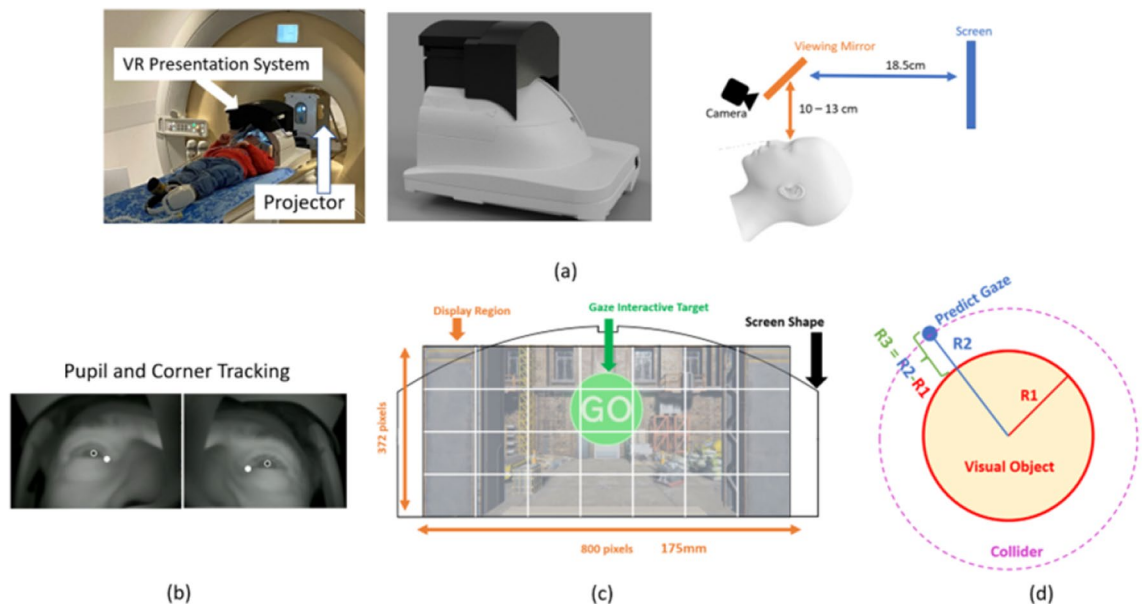 VR Presentation System
Projector
Viewing Mirror
Screen
18.5cm
Camera
10 – 13 cm
(a)
Pupil and Corner Tracking
(b)
Display Region
Gaze Interactive Target
Screen Shape
372 pixels
GO
800 pixels 175mm
(c)
Predict Gaze
R3 = R2-R1
R2
R1
Visual Object
Collider
(d)